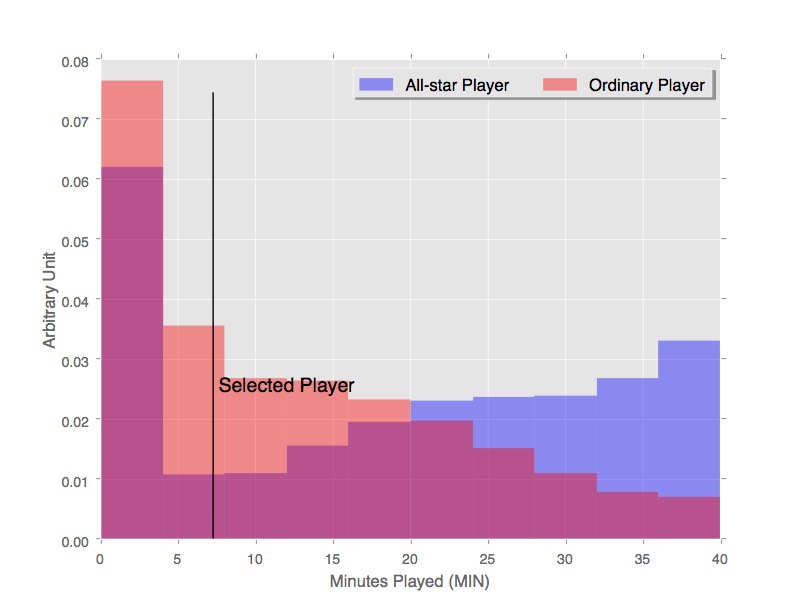 All-star Player Ordinary Player
0.08
0.07
0.06
0.05
0.04
0.03
0.02
0.01
0.00
Arbitrary Unit
Selected Player
0 5 10 15 20 25 30 35 40
Minutes Played (MIN)